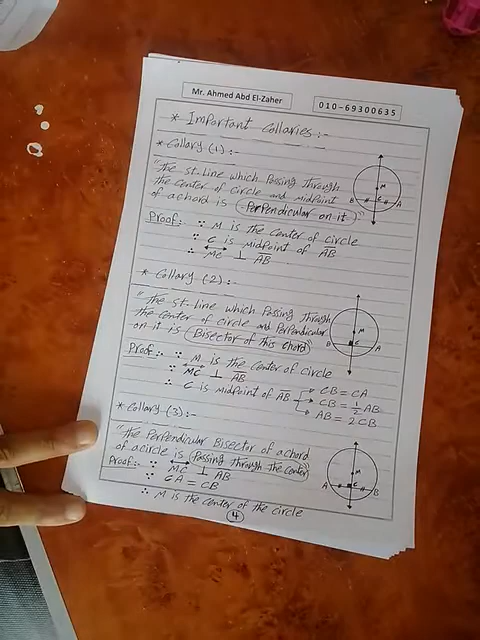 Mr. Ahmed Abd El-Zaher
010-69300635
* Important Collaries:-
* Collary (1):-
"the st. Line which Passing through
the center of circle and midpoint
of a chord is (Perpendicular on it)"
Proof:- ∵ M is the center of circle
∵ C is midpoint of AB
∴ MC ⊥ AB
M
B C A
* Collary (2):-
"the st. Line which Passing through
the center of circle and Perpendicular
on it is (Bisector of this chord)"
Proof:- ∵ M is the center of circle
∵ MC ⊥ AB
∴ C is midpoint of AB
CB = CA
CB = 1/2 AB
AB = 2CB
M
B C A
* Collary (3):-
"the Perpendicular Bisector of a chord
of a circle is (Passing through the center)"
Proof:- ∵ MC ⊥ AB
∵ CA = CB
∴ M is the center of the circle
M
A C B
4